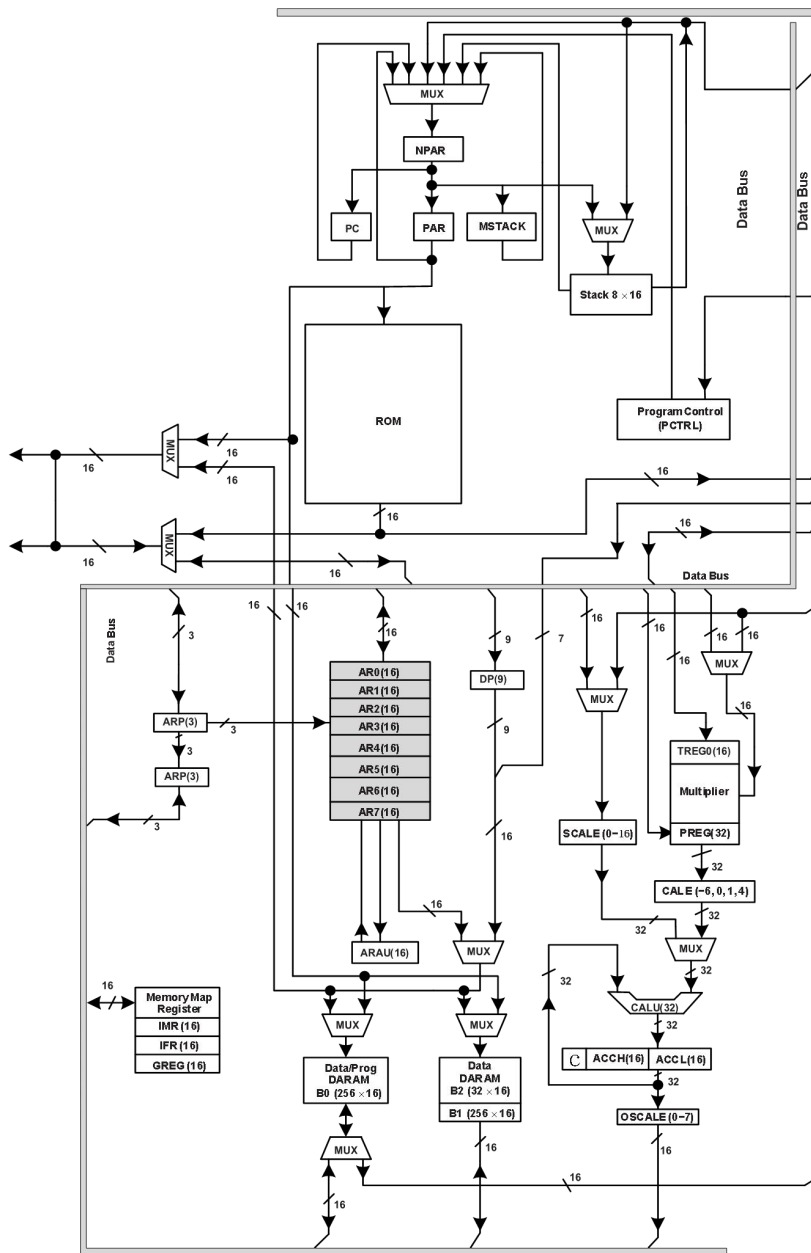 MUX
NPAR
PC
PAR
MSTACK
MUX
Stack 8 × 16
Data Bus
Data Bus
ROM
Program Control
(PCTRL)
MUX
16
16
16
16
16
16
MUX
16
16
16
Data Bus
Data Bus
3
16
16
16
9
7
16
16
16
16
16
MUX
AR0(16)
AR1(16)
AR2(16)
AR3(16)
AR4(16)
AR5(16)
AR6(16)
AR7(16)
DP(9)
MUX
16
ARP(3)
3
3
9
ARP(3)
3
TREG0(16)
Multiplier
PREG(32)
SCALE (0−16)
16
32
CALE (−6, 0, 1, 4)
16
32
32
ARAU(16)
MUX
MUX
32
32
CALU(32)
32
16
Memory Map
Register
IMR (16)
IFR (16)
GREG (16)
MUX
MUX
Data/Prog
DARAM
B0 (256 × 16)
Data
DARAM
B2 (32 × 16)
B1 (256 × 16)
C
ACCH(16)
ACCL(16)
32
OSCALE (0−7)
MUX
16
16
16
16